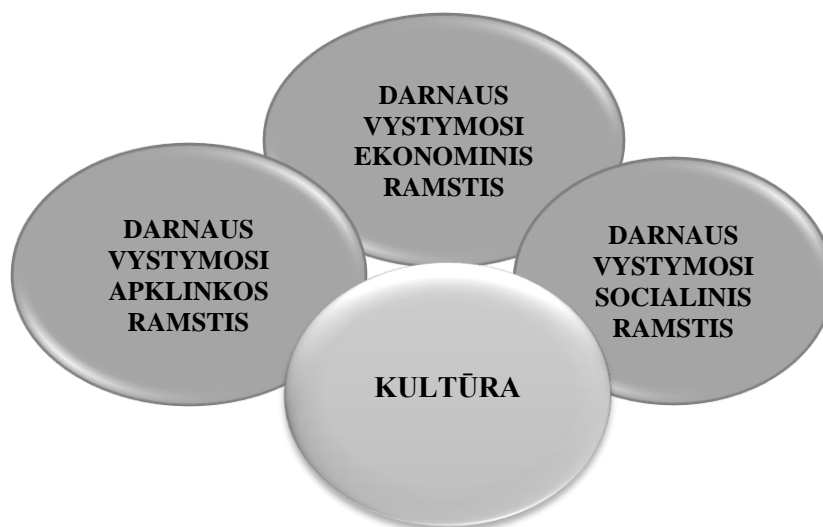 DARNAUS
VYSTYMOSI
EKONOMINIS
RAMSTIS
DARNAUS
VYSTYMOSI
APKLINKOS
RAMSTIS
DARNAUS
VYSTYMOSI
SOCIALINIS
RAMSTIS
KULTŪRA